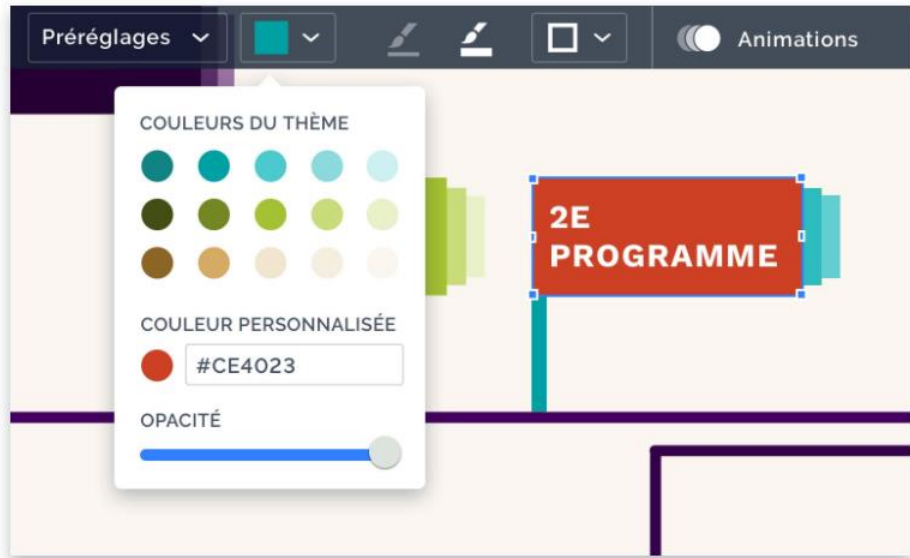 Préréglages
Animations
COULEURS DU THÈME
2E
PROGRAMME
COULEUR PERSONNALISÉE
#CE4023
OPACITÉ